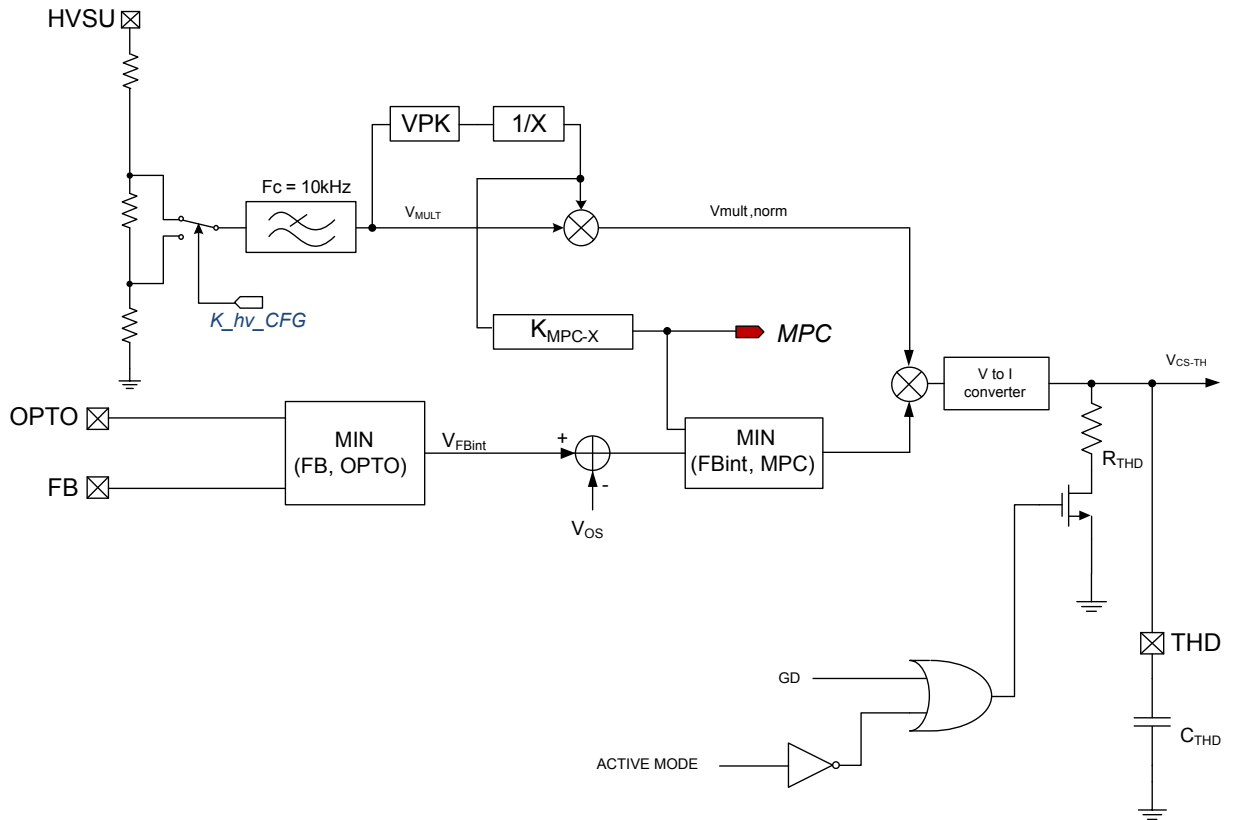 HVSU
VPK
1/X
Fc = 10kHz
VMULT
Vmult,norm
K_hv_CFG
KMPC-X
MPC
VCS-TH
V to I
converter
OPTO
MIN
(FB, OPTO)
VFBint
+
MIN
(FBint, MPC)
RTHD
FB
-
VOS
THD
GD
CTHD
ACTIVE MODE